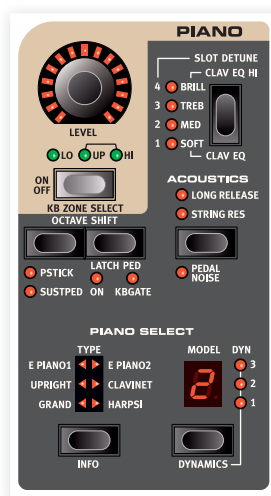 PIANO
SLOT DETUNE
CLAV EQ HI
4 BRILL
3 TREB
2 MED
1 SOFT
CLAV EQ
LEVEL
LO UP HI
ON
OFF
KB ZONE SELECT
OCTAVE SHIFT
ACOUSTICS
LONG RELEASE
STRING RES
PEDAL
NOISE
LATCH PED
PSTICK
SUSTPED ON KBGATE
PIANO SELECT
TYPE MODEL DYN
E PIANO1 E PIANO2 3
UPRIGHT CLAVINET 2 2
GRAND HARPSI 1
INFO DYNAMICS